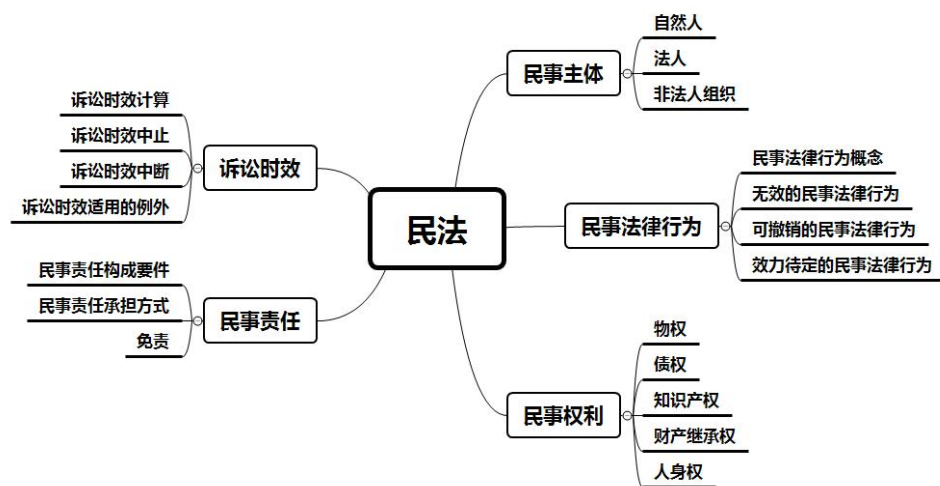 民法
民事主体
自然人
法人
非法人组织
民事法律行为
民事法律行为概念
无效的民事法律行为
可撤销的民事法律行为
效力待定的民事法律行为
民事权利
物权
债权
知识产权
财产继承权
人身权
诉讼时效
诉讼时效计算
诉讼时效中止
诉讼时效中断
诉讼时效适用的例外
民事责任
民事责任构成要件
民事责任承担方式
免责